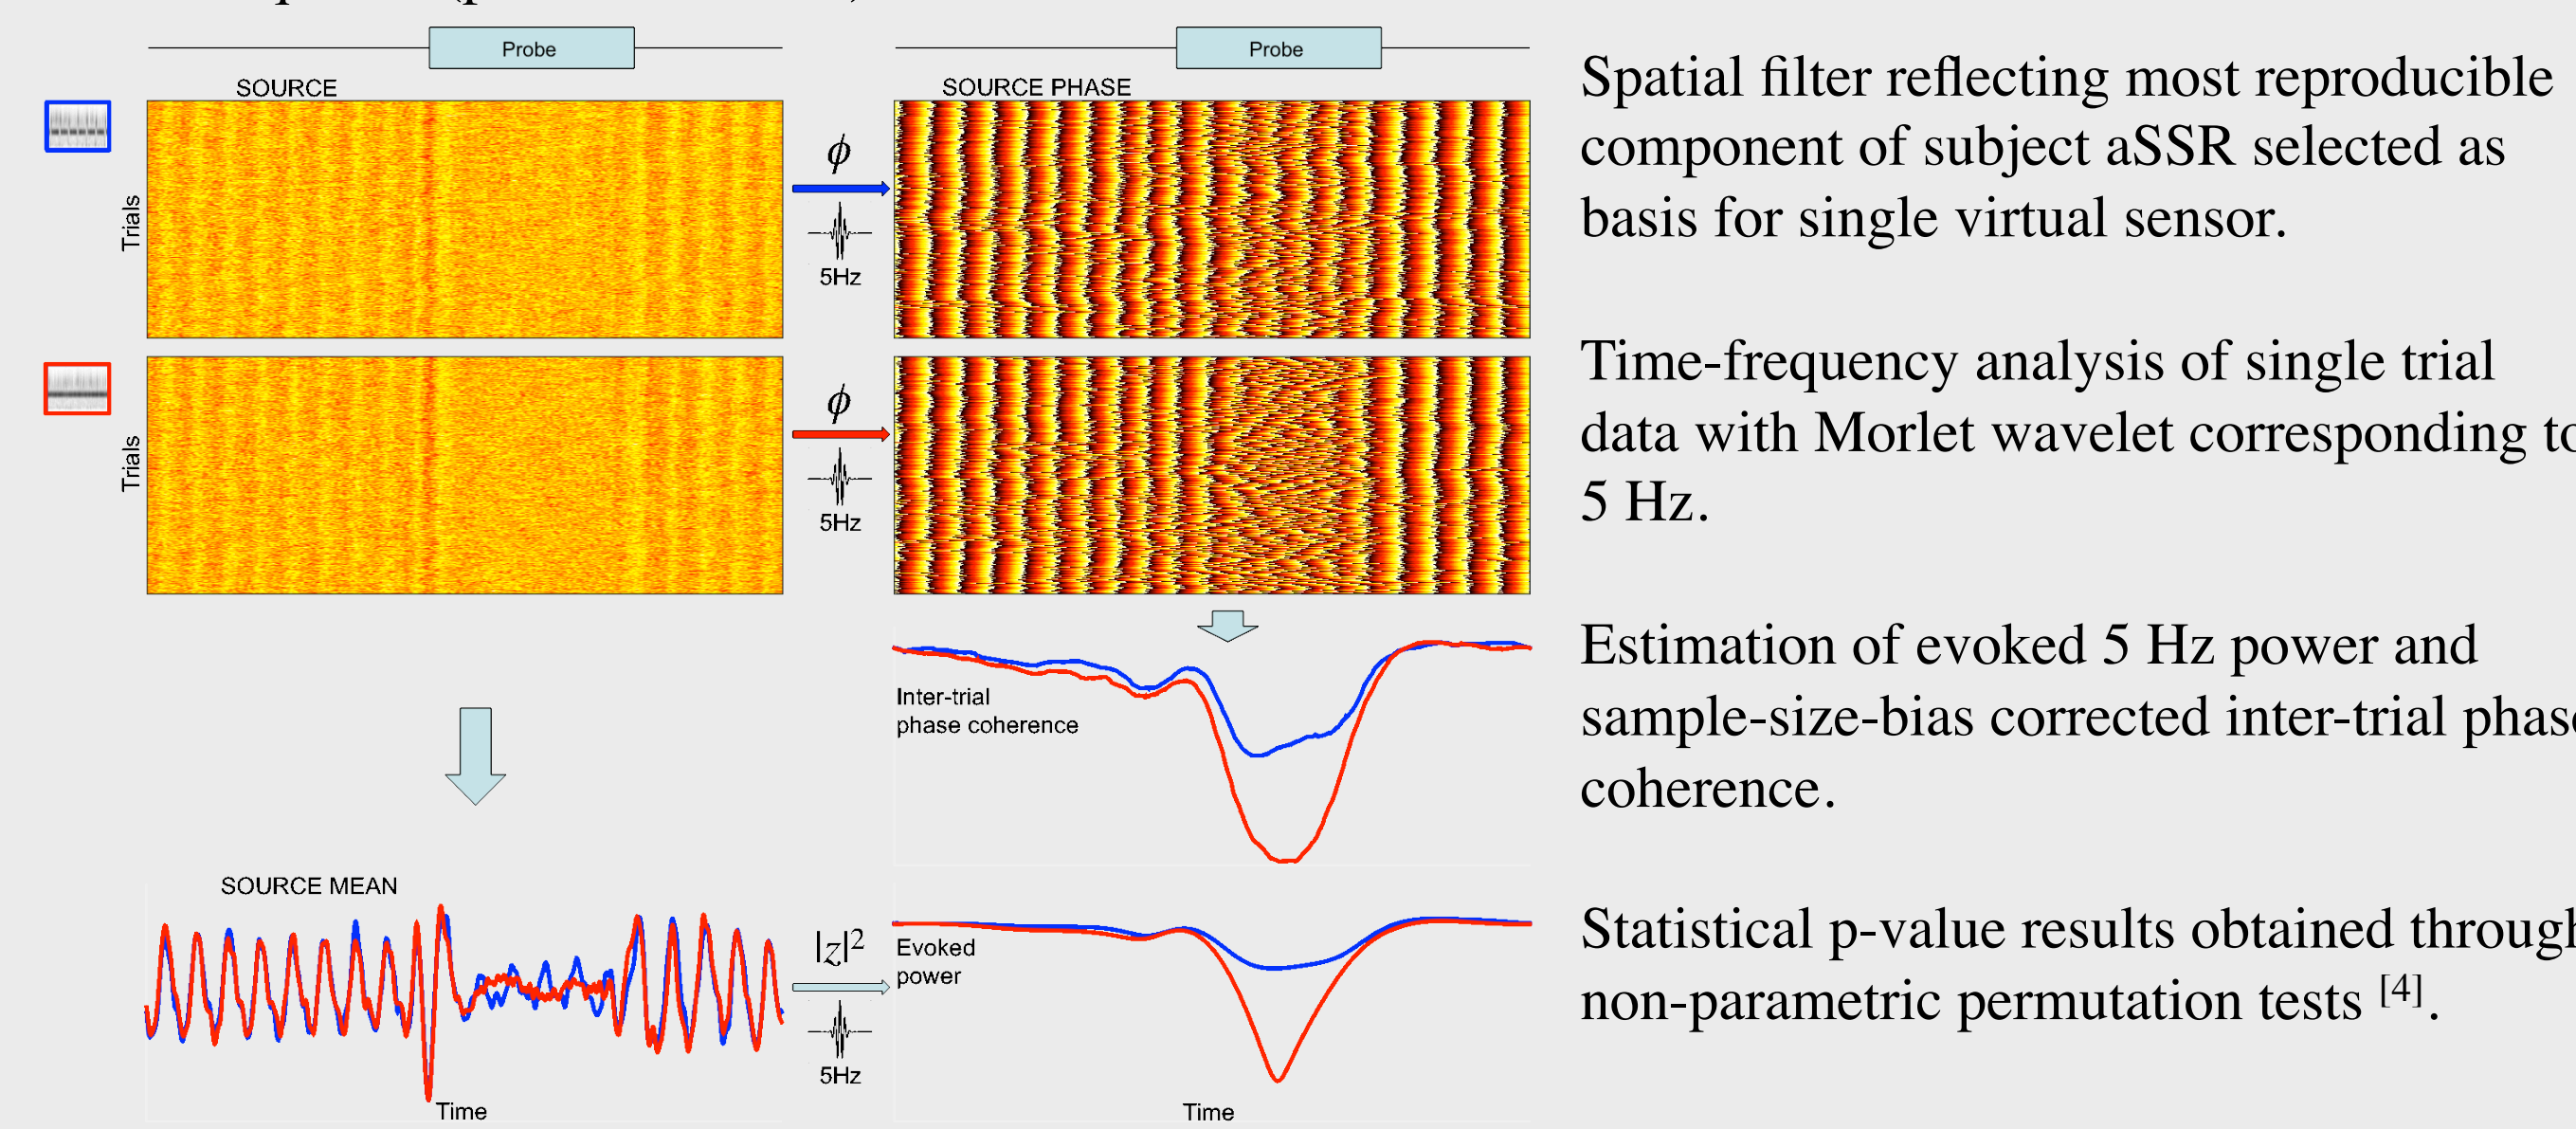 Probe
Probe
SOURCE
SOURCE PHASE
Trials
ϕ
5Hz
Trials
ϕ
5Hz
Inter-trial
phase coherence
SOURCE MEAN
|z|²
5Hz
Evoked
power
Time
Time
Spatial filter reflecting most reproducible
component of subject aSSR selected as
basis for single virtual sensor.
Time-frequency analysis of single trial
data with Morlet wavelet corresponding to
5 Hz.
Estimation of evoked 5 Hz power and
sample-size-bias corrected inter-trial phase
coherence.
Statistical p-value results obtained through
non-parametric permutation tests [4].